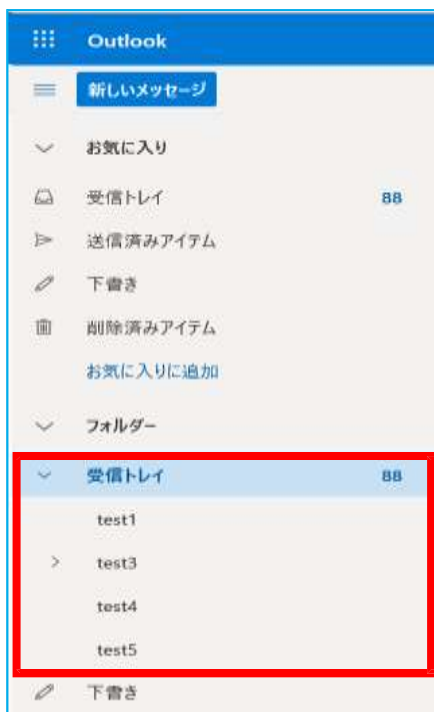 Outlook
新しいメッセージ
お気に入り
受信トレイ 88
送信済みアイテム
下書き
削除済みアイテム
お気に入りに追加
フォルダー
受信トレイ 88
test1
test3
test4
test5
下書き